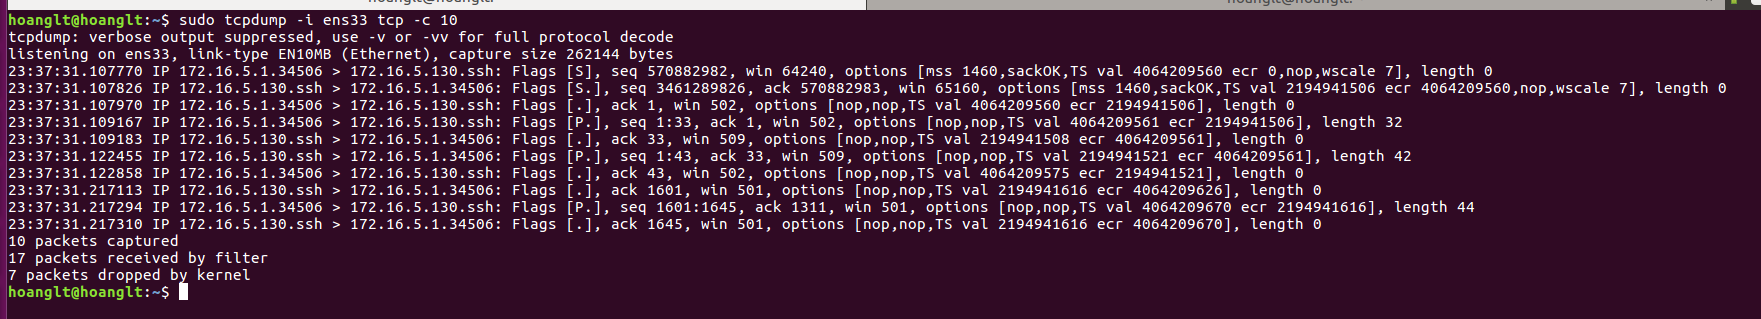 hoanglt@hoanglt:~$ sudo tcpdump -i ens33 tcp -c 10
tcpdump: verbose output suppressed, use -v or -vv for full protocol decode
listening on ens33, link-type EN10MB (Ethernet), capture size 262144 bytes
23:37:31.107770 IP 172.16.5.1.34506 > 172.16.5.130.ssh: Flags [S], seq 570882982, win 64240, options [mss 1460,sackOK,TS val 4064209560 ecr 0,nop,wscale 7], length 0
23:37:31.107826 IP 172.16.5.130.ssh > 172.16.5.1.34506: Flags [S.], seq 3461289826, ack 570882983, win 65160, options [mss 1460,sackOK,TS val 2194941506 ecr 4064209560,nop,wscale 7], length 0
23:37:31.107970 IP 172.16.5.1.34506 > 172.16.5.130.ssh: Flags [.], ack 1, win 502, options [nop,nop,TS val 4064209560 ecr 2194941506], length 0
23:37:31.109167 IP 172.16.5.1.34506 > 172.16.5.130.ssh: Flags [P.], seq 1:33, ack 1, win 502, options [nop,nop,TS val 4064209561 ecr 2194941506], length 32
23:37:31.109183 IP 172.16.5.130.ssh > 172.16.5.1.34506: Flags [.], ack 33, win 509, options [nop,nop,TS val 2194941508 ecr 4064209561], length 0
23:37:31.122455 IP 172.16.5.130.ssh > 172.16.5.1.34506: Flags [P.], seq 1:43, ack 33, win 509, options [nop,nop,TS val 2194941521 ecr 4064209561], length 42
23:37:31.122858 IP 172.16.5.1.34506 > 172.16.5.130.ssh: Flags [.], ack 43, win 502, options [nop,nop,TS val 4064209575 ecr 2194941521], length 0
23:37:31.217113 IP 172.16.5.130.ssh > 172.16.5.1.34506: Flags [.], ack 1601, win 501, options [nop,nop,TS val 2194941616 ecr 4064209626], length 0
23:37:31.217294 IP 172.16.5.1.34506 > 172.16.5.130.ssh: Flags [P.], seq 1601:1645, ack 1311, win 501, options [nop,nop,TS val 4064209670 ecr 2194941616], length 44
23:37:31.217310 IP 172.16.5.130.ssh > 172.16.5.1.34506: Flags [.], ack 1645, win 501, options [nop,nop,TS val 2194941616 ecr 4064209670], length 0
10 packets captured
17 packets received by filter
7 packets dropped by kernel
hoanglt@hoanglt:~$